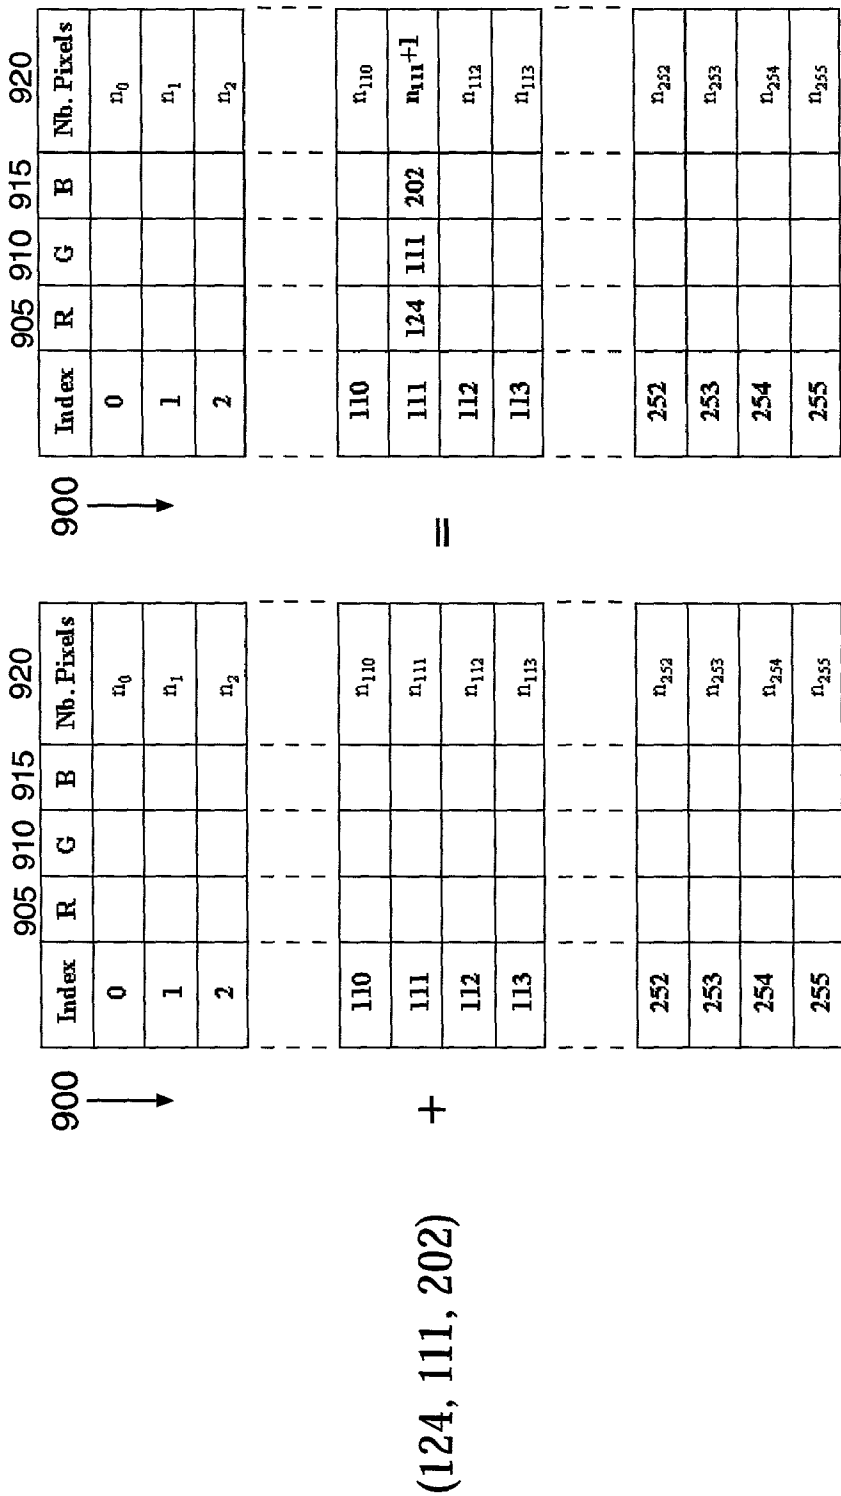 (124, 111, 202)
+
900
905 910 915 920
Index R G B Nb. Pixels
0 n₀
1 n₁
2 n₂
110 n₁₁₀
111 n₁₁₁
112 n₁₁₂
113 n₁₁₃
252 n₂₅₂
253 n₂₅₃
254 n₂₅₄
255 n₂₅₅
=
900
905 910 915 920
Index R G B Nb. Pixels
0 n₀
1 n₁
2 n₂
110 n₁₁₀
111 124 111 202 n₁₁₁+1
112 n₁₁₂
113 n₁₁₃
252 n₂₅₂
253 n₂₅₃
254 n₂₅₄
255 n₂₅₅